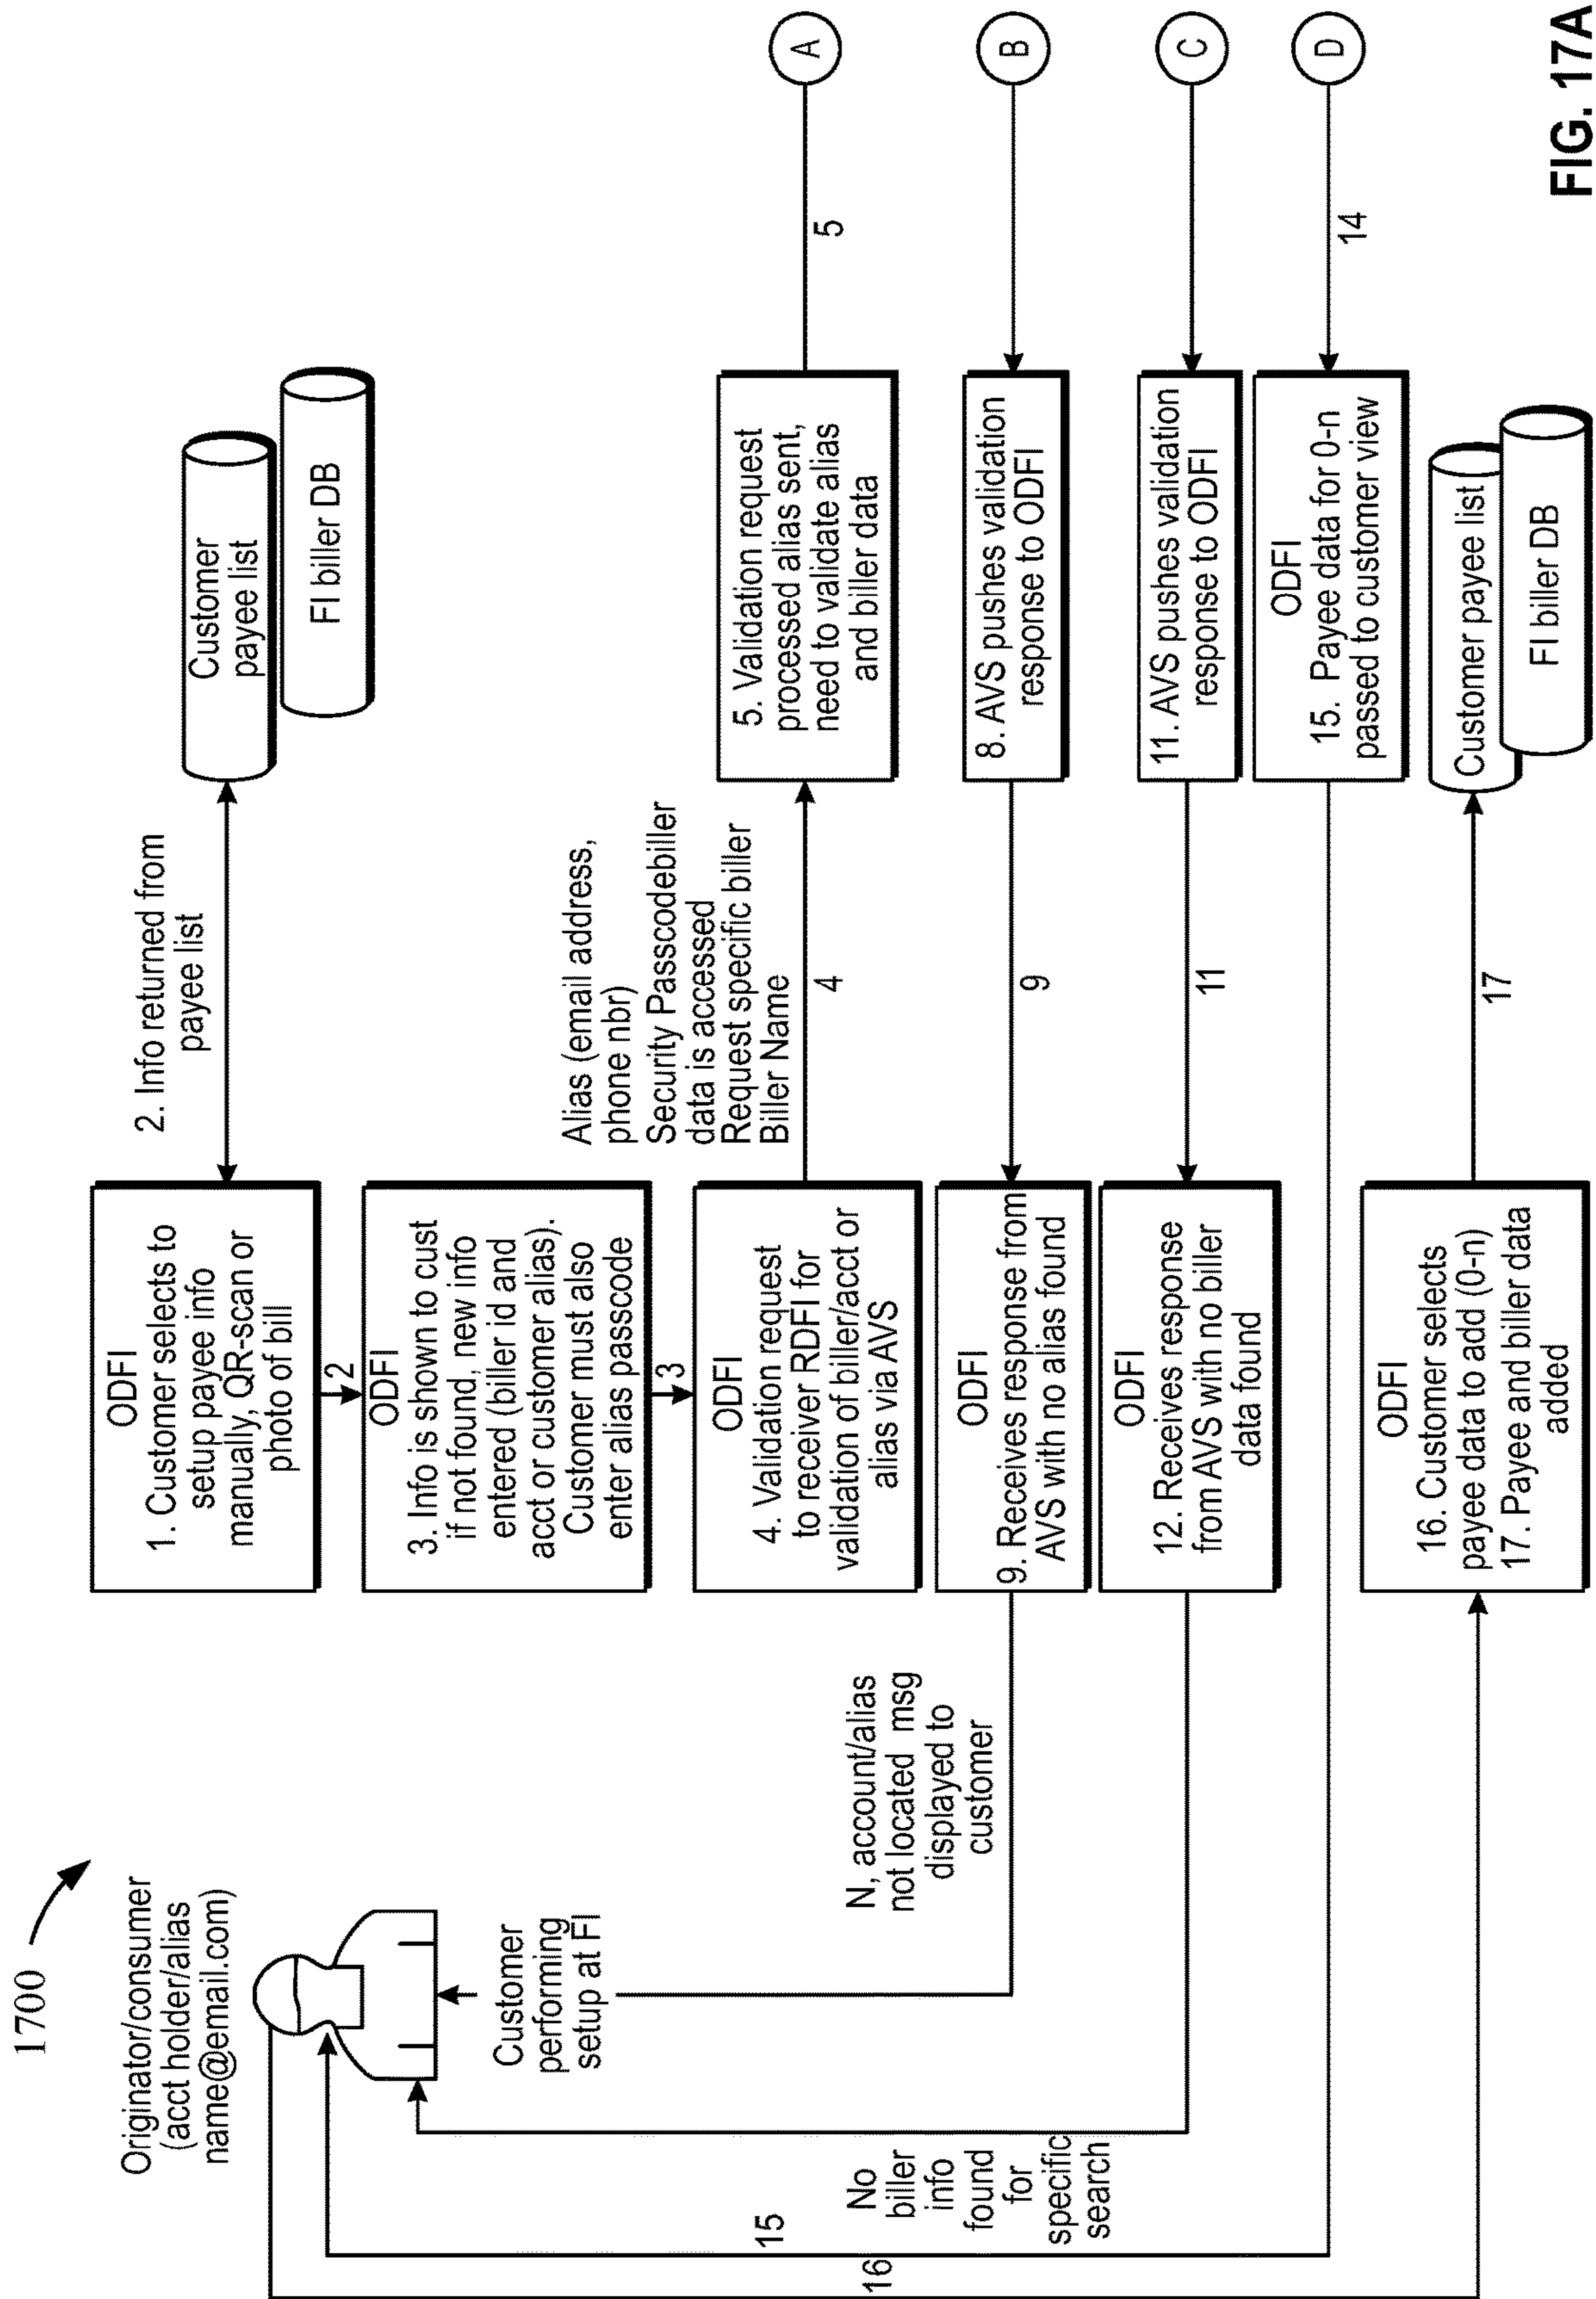 1700
Originator/consumer
(acct holder/alias
name@email.com)
Customer
performing
setup at FI
ODFI
1. Customer selects to
setup payee info
manually, QR-scan or
photo of bill
2. Info returned from
payee list
Customer
payee list
FI biller DB
2
ODFI
3. Info is shown to cust
if not found, new info
entered (biller id and
acct or customer alias).
Customer must also
enter alias passcode
3
ODFI
4. Validation request
to receiver RDFI for
validation of biller/acct or
alias via AVS
Alias (email address,
phone nbr)
Security Passcodebiller
data is accessed
Request specific biller
Biller Name
4
5. Validation request
processed alias sent,
need to validate alias
and biller data
5
A
N, account/alias
not located msg
displayed to
customer
ODFI
9. Receives response from
AVS with no alias found
9
8. AVS pushes validation
response to ODFI
B
No
biller
info
found
for
specific
search
ODFI
12. Receives response
from AVS with no biller
data found
11
11. AVS pushes validation
response to ODFI
C
15
ODFI
15. Payee data for 0-n
passed to customer view
14
D
16
ODFI
16. Customer selects
payee data to add (0-n)
17. Payee and biller data
added
17
Customer payee list
FI biller DB
FIG. 17A